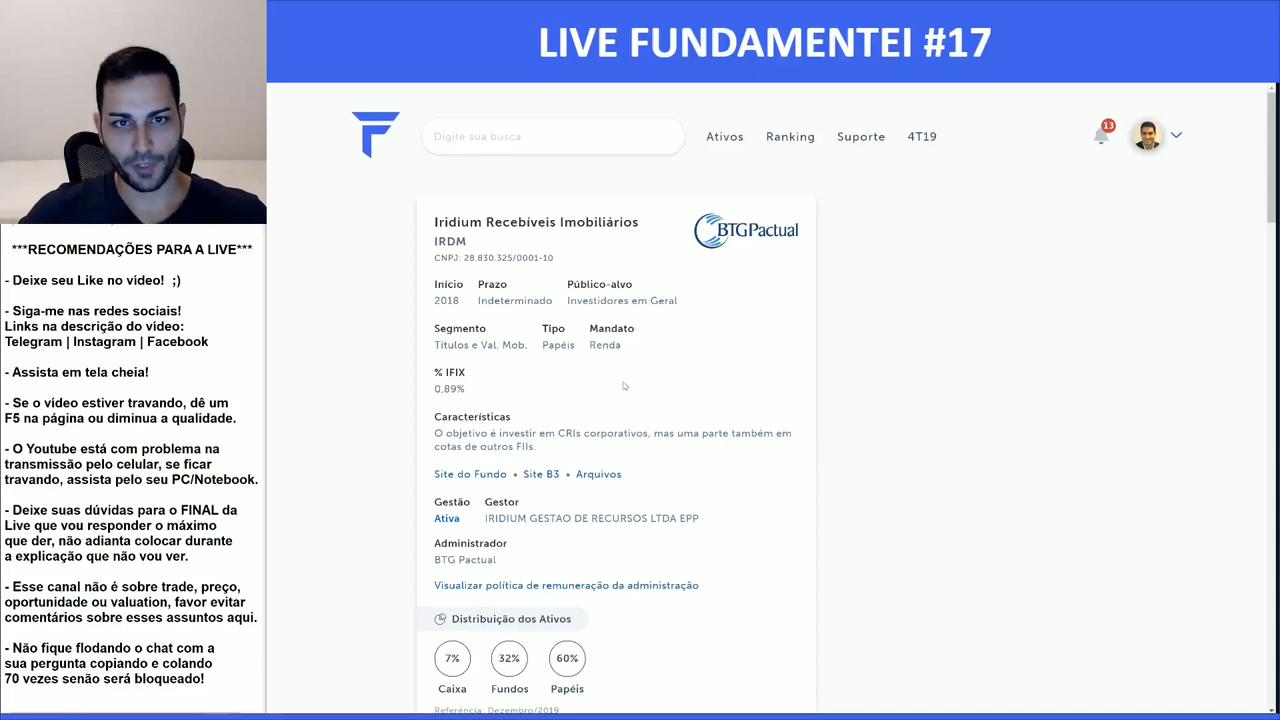 LIVE FUNDAMENTEI #17
Digite sua busca
Ativos
Ranking
Suporte
4T19
13
***RECOMENDAÇÕES PARA A LIVE***
- Deixe seu Like no vídeo!  ;)
- Siga-me nas redes sociais!
Links na descrição do vídeo:
Telegram | Instagram | Facebook
- Assista em tela cheia!
- Se o vídeo estiver travando, dê um
F5 na página ou diminua a qualidade.
- O Youtube está com problema na
transmissão pelo celular, se ficar
travando, assista pelo seu PC/Notebook.
- Deixe suas dúvidas para o FINAL da
Live que vou responder o máximo
que der, não adianta colocar durante
a explicação que não vou ver.
- Esse canal não é sobre trade, preço,
oportunidade ou valuation, favor evitar
comentários sobre esses assuntos aqui.
- Não fique flodando o chat com a
sua pergunta copiando e colando
70 vezes senão será bloqueado!
Iridium Recebíveis Imobiliários
BTGPactual
IRDM
CNPJ: 28.830.325/0001-10
Início Prazo Público-alvo
2018 Indeterminado Investidores em Geral
Segmento Tipo Mandato
Títulos e Val. Mob. Papéis Renda
% IFIX
0,89%
Características
O objetivo é investir em CRIs corporativos, mas uma parte também em
cotas de outros FIIs.
Site do Fundo • Site B3 • Arquivos
Gestão Gestor
Ativa IRIDIUM GESTAO DE RECURSOS LTDA EPP
Administrador
BTG Pactual
Visualizar política de remuneração da administração
Distribuição dos Ativos
7% 32% 60%
Caixa Fundos Papéis
Referência: Dezembro/2019